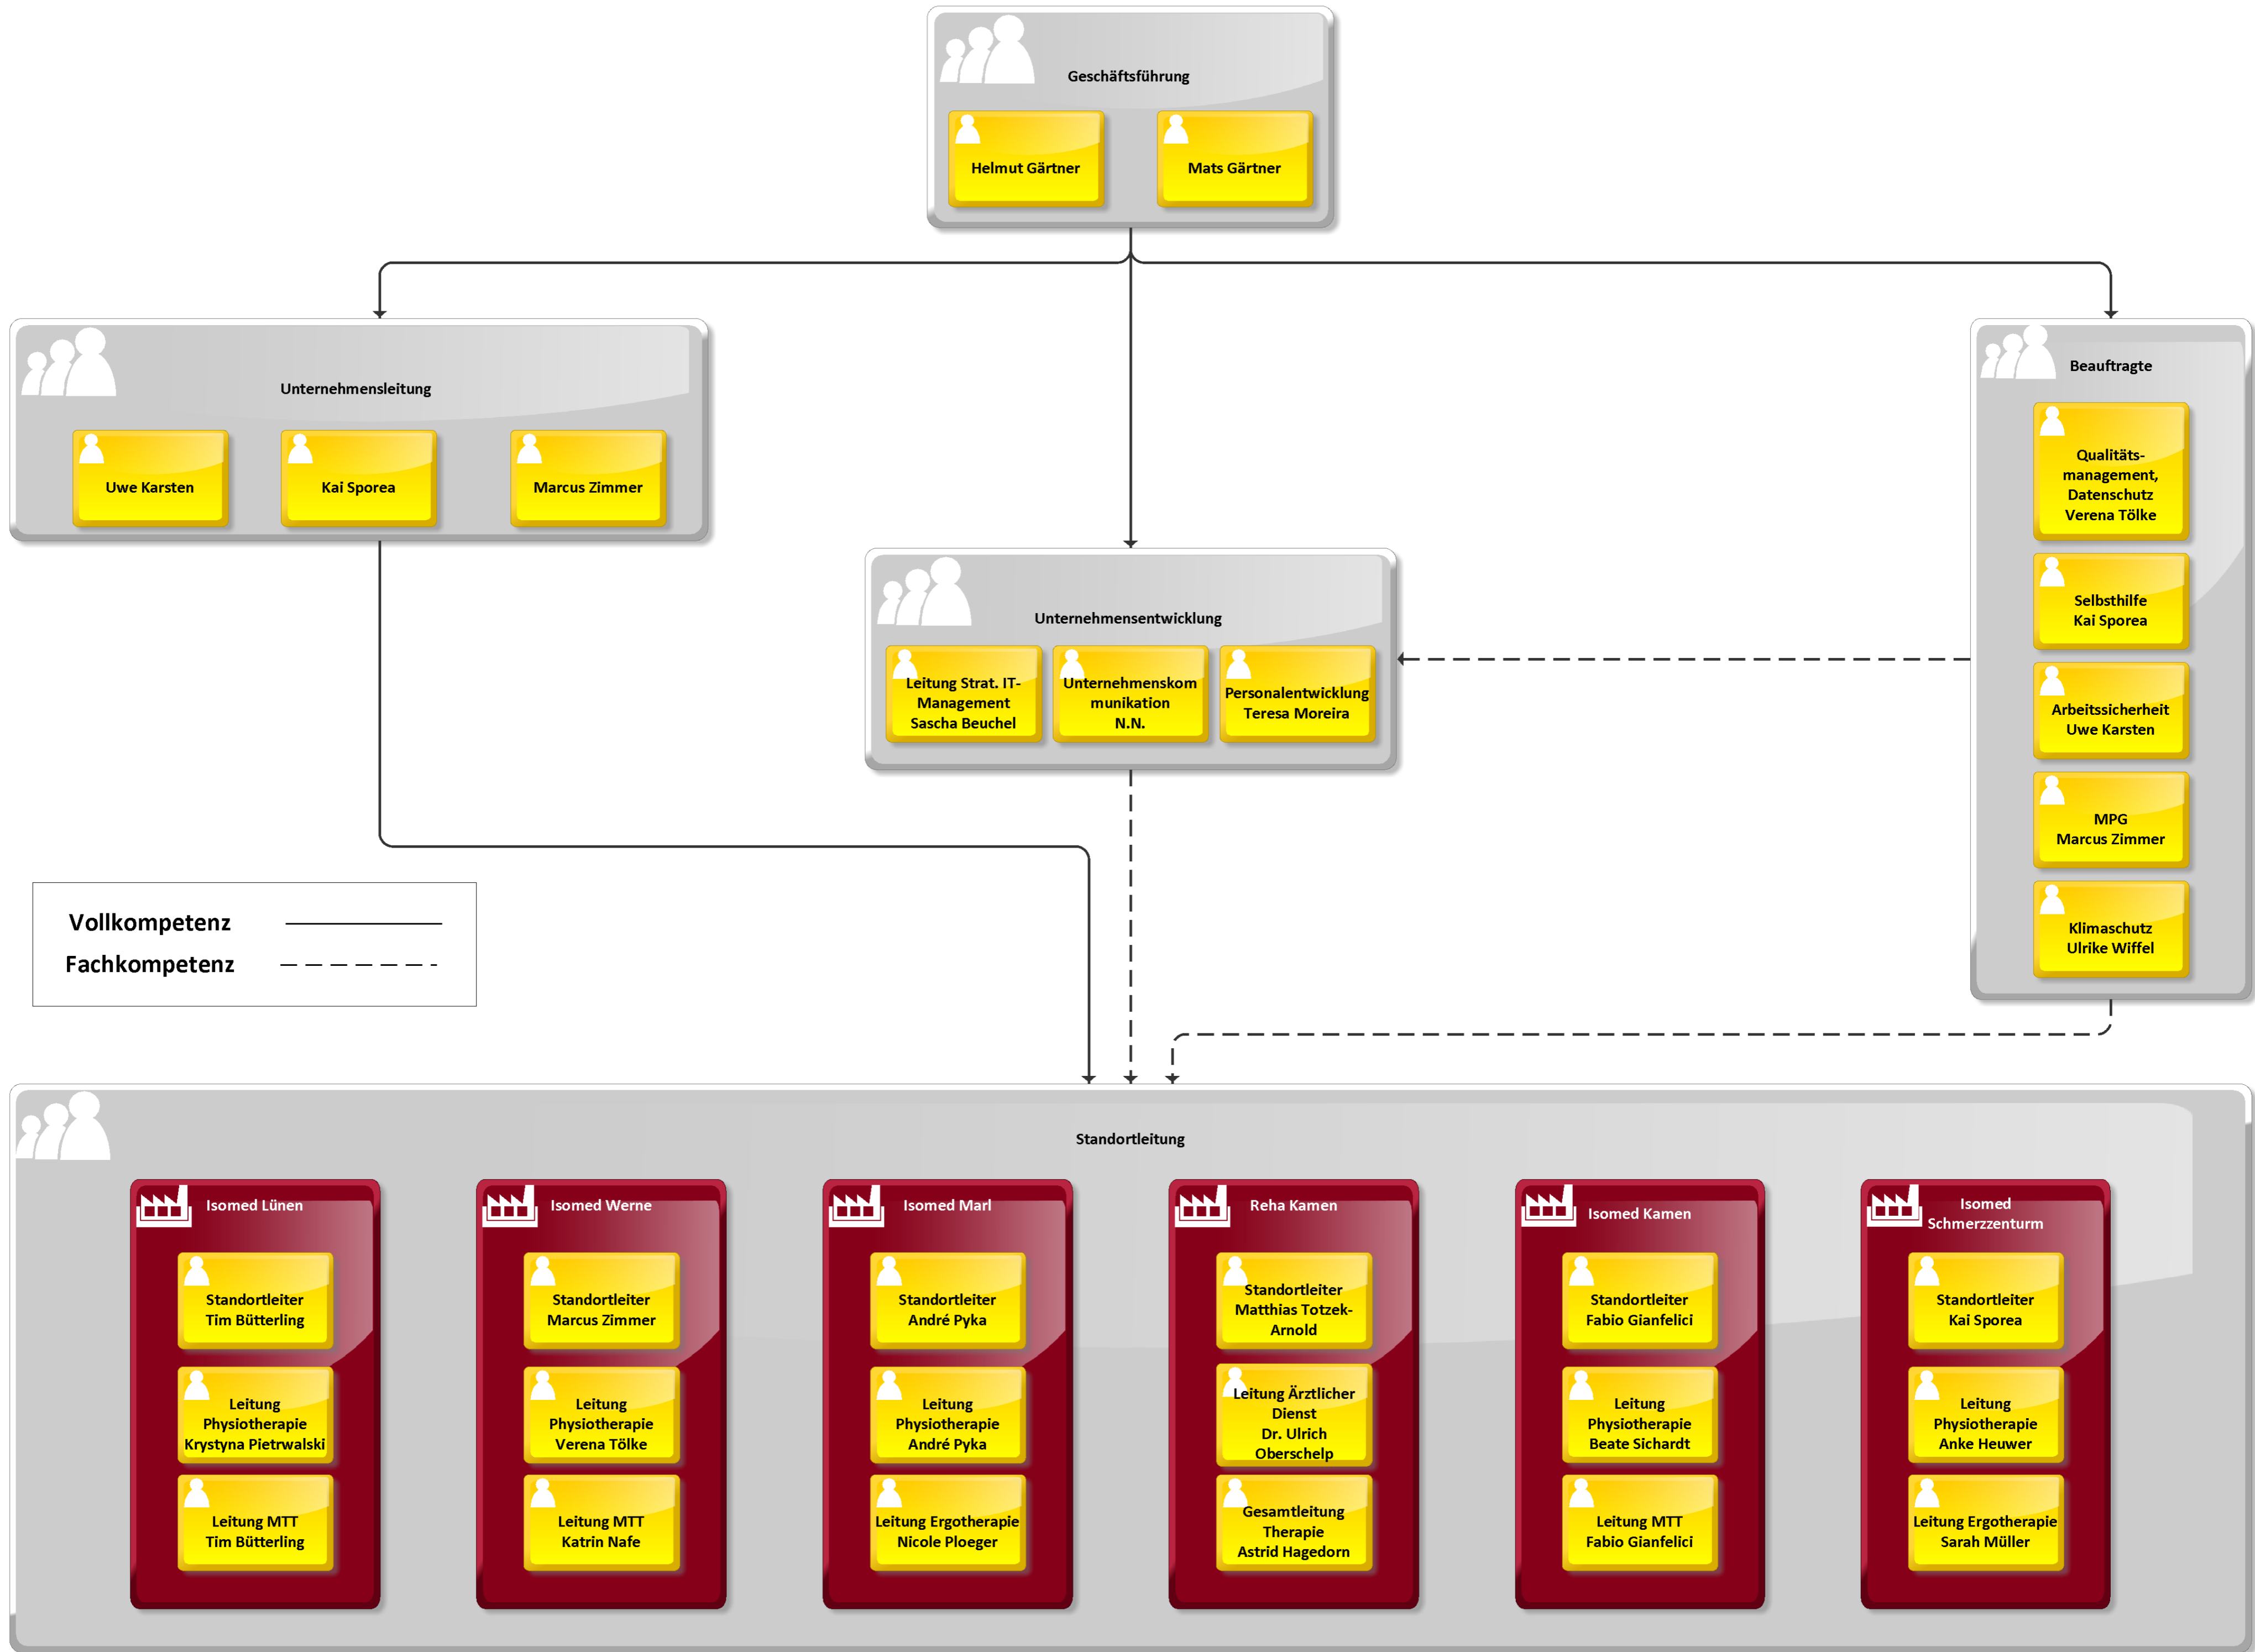 Geschäftsführung
Helmut Gärtner
Mats Gärtner
Unternehmensleitung
Uwe Karsten
Kai Sporea
Marcus Zimmer
Beauftragte
Qualitäts-
management,
Datenschutz
Verena Tölke
Selbsthilfe
Kai Sporea
Arbeitssicherheit
Uwe Karsten
MPG
Marcus Zimmer
Klimaschutz
Ulrike Wiffel
Unternehmensentwicklung
Leitung Strat. IT-
Management
Sascha Beuchel
Unternehmenskom
munikation
N.N.
Personalentwicklung
Teresa Moreira
Vollkompetenz
Fachkompetenz
Standortleitung
Isomed Lünen
Standortleiter
Tim Bütterling
Leitung
Physiotherapie
Krystyna Pietrwalski
Leitung MTT
Tim Bütterling
Isomed Werne
Standortleiter
Marcus Zimmer
Leitung
Physiotherapie
Verena Tölke
Leitung MTT
Katrin Nafe
Isomed Marl
Standortleiter
André Pyka
Leitung
Physiotherapie
André Pyka
Leitung Ergotherapie
Nicole Ploeger
Reha Kamen
Standortleiter
Matthias Totzek-
Arnold
Leitung Ärztlicher
Dienst
Dr. Ulrich
Oberschelp
Gesamtleitung
Therapie
Astrid Hagedorn
Isomed Kamen
Standortleiter
Fabio Gianfelici
Leitung
Physiotherapie
Beate Sichardt
Leitung MTT
Fabio Gianfelici
Isomed
Schmerzzenturm
Standortleiter
Kai Sporea
Leitung
Physiotherapie
Anke Heuwer
Leitung Ergotherapie
Sarah Müller